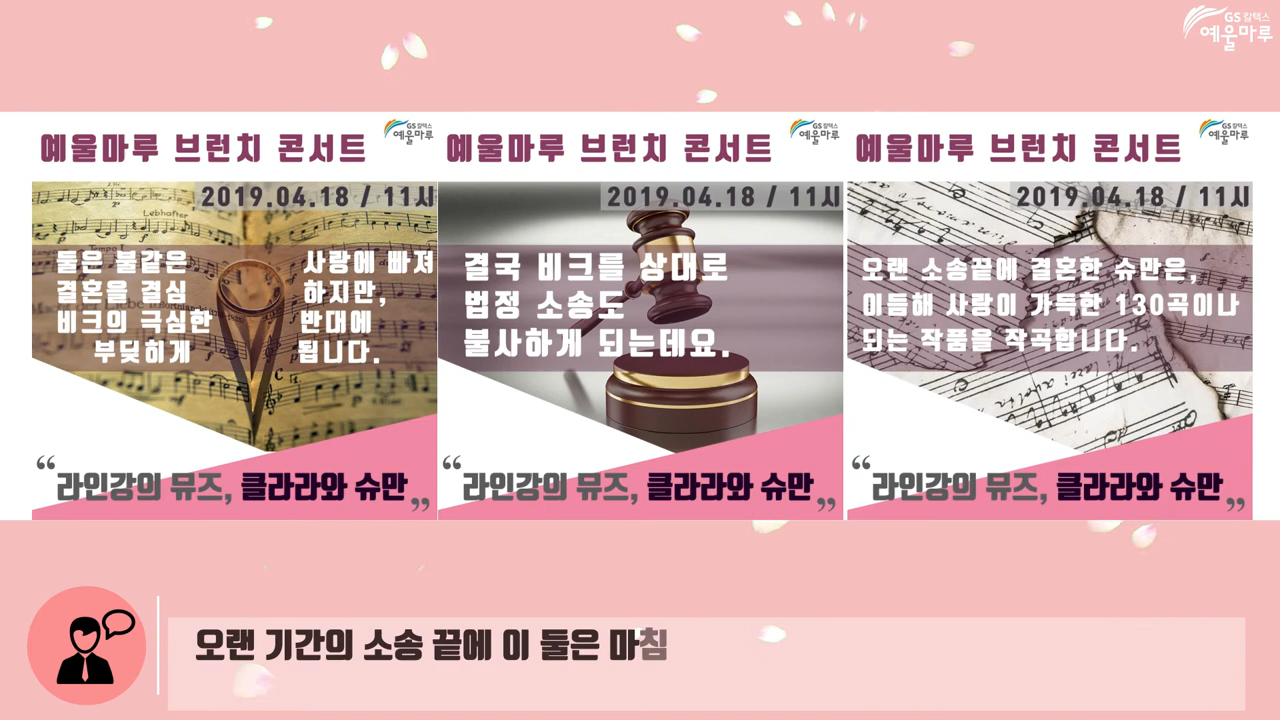 GS칼텍스
예울마루
예울마루 브런치 콘서트
GS칼텍스
예울마루
2019.04.18 / 11시
Lebhafter
둘은 불같은 사랑에 빠져
결혼을 결심 하지만,
비크의 극심한 반대에
부딪히게 됩니다.
“라인강의 뮤즈, 클라라와 슈만„
예울마루 브런치 콘서트
GS칼텍스
예울마루
2019.04.18 / 11시
결국 비크를 상대로
법정 소송도
불사하게 되는데요.
“라인강의 뮤즈, 클라라와 슈만„
예울마루 브런치 콘서트
GS칼텍스
예울마루
2019.04.18 / 11시
오랜 소송끝에 결혼한 슈만은,
이듬해 사랑이 가득한 130곡이나
되는 작품을 작곡합니다.
“라인강의 뮤즈, 클라라와 슈만„
오랜 기간의 소송 끝에 이 둘은 마침